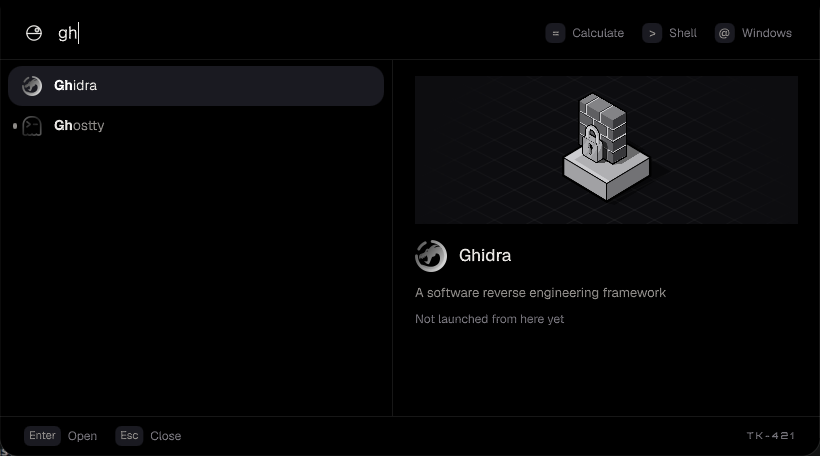 gh
= Calculate > Shell @ Windows
Ghidra
Ghostty
Ghidra
A software reverse engineering framework
Not launched from here yet
Enter Open Esc Close
TK-421